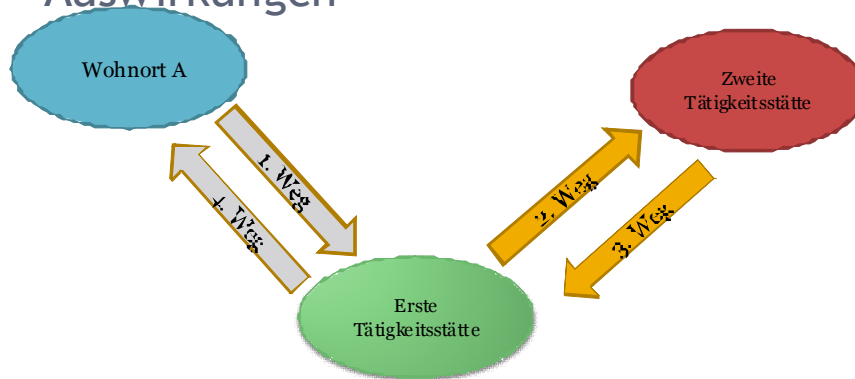 Auswirkungen
Wohnort A
Zweite
Tätigkeitsstätte
1. Weg
4. Weg
2. Weg
3. Weg
Erste
Tätigkeitsstätte